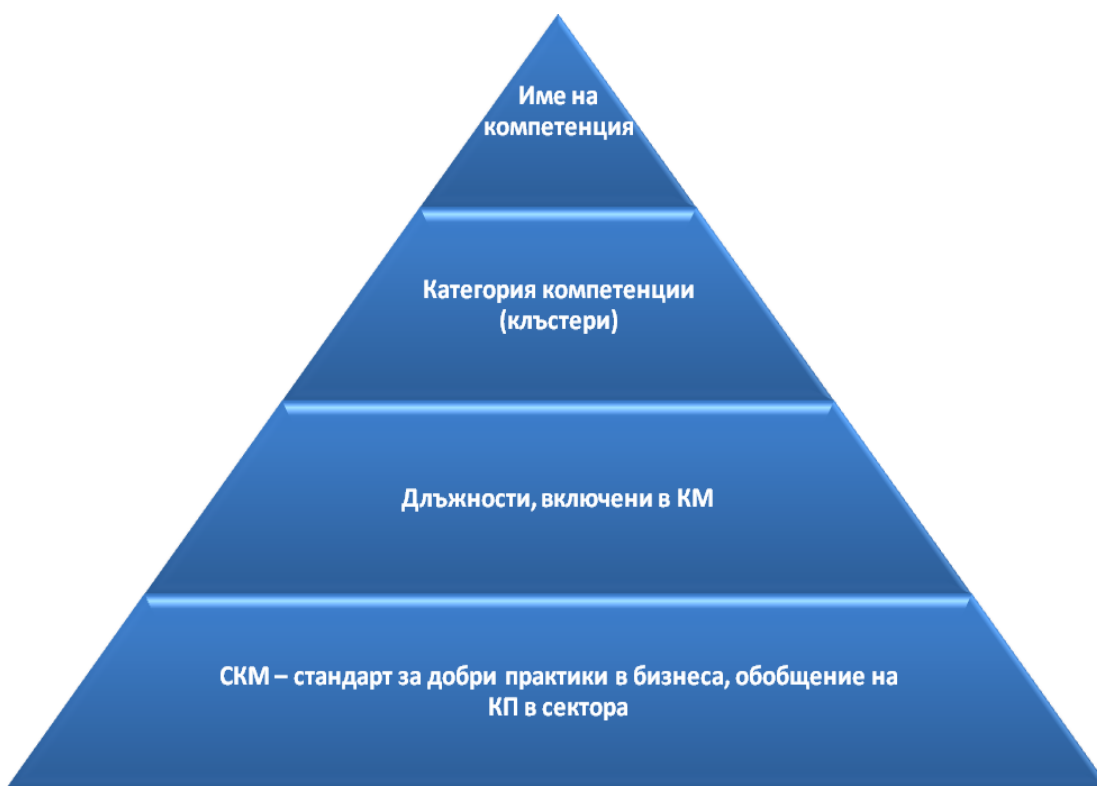 Име на
компетенция
Категория компетенции
(клъстери)
Длъжности, включени в КМ
СКМ – стандарт за добри практики в бизнеса, обобщение на
КП в сектора